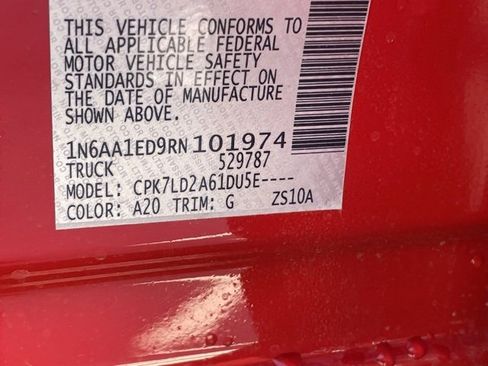 THIS VEHICLE CONFORMS TO
ALL APPLICABLE FEDERAL
MOTOR VEHICLE SAFETY
STANDARDS IN EFFECT ON
THE DATE OF MANUFACTURE
SHOWN ABOVE.
1N6AA1ED9RN101974
TRUCK 529787
MODEL: CPK7LD2A61DU5E----
COLOR: A20 TRIM: G ZS10A